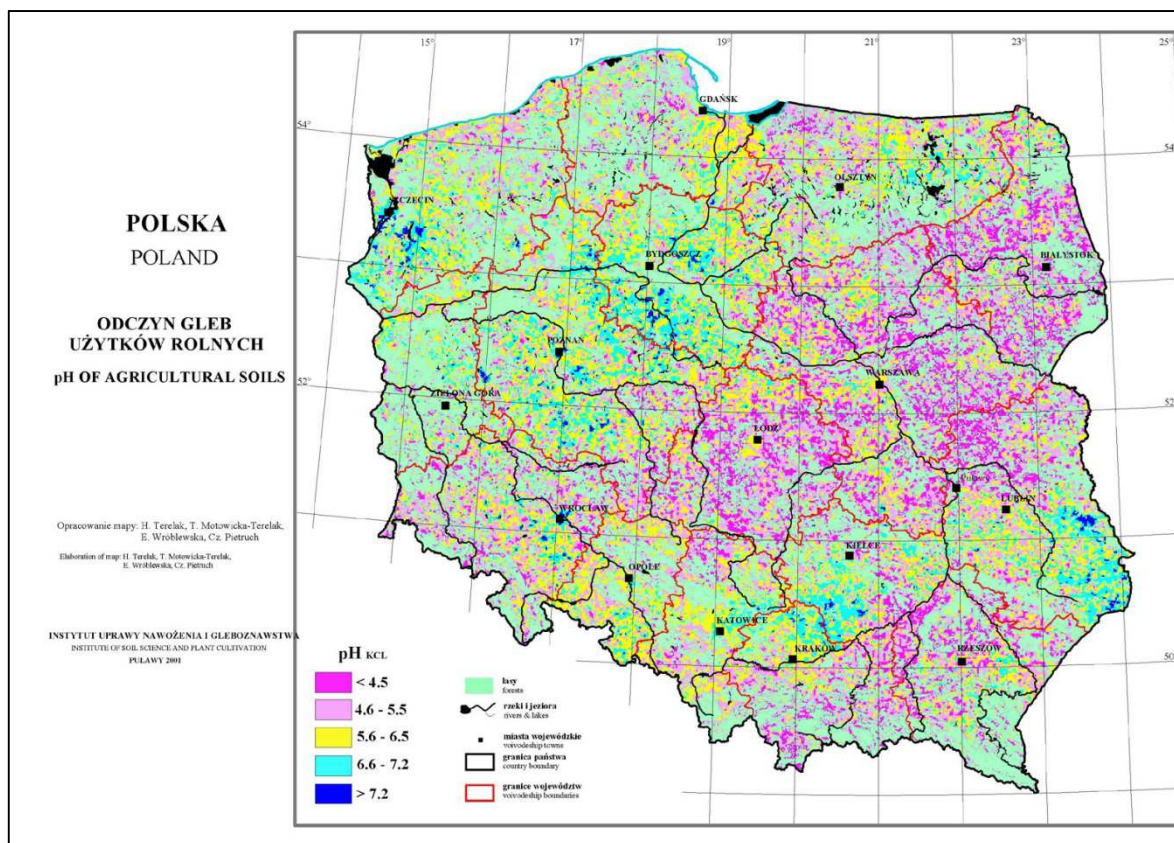 POLSKA
POLAND
ODCZYN GLEB
UŻYTKÓW ROLNYCH
pH OF AGRICULTURAL SOILS
Opracowanie mapy: H. Terelak, T. Motowicka-Terelak,
E. Wróblewska, Cz. Pietruch
Elaboration of map: H. Terelak, T. Motowicka-Terelak,
E. Wróblewska, Cz. Pietruch
INSTYTUT UPRAWY NAWOŻENIA I GLEBOZNAWSTWA
INSTITUTE OF SOIL SCIENCE AND PLANT CULTIVATION
PUŁAWY 2001
15° 17° 19° 21° 23° 25°
54° 54°
52° 52°
50°
GDAŃSK
OLSZTYN
SZCZECIN
BYDGOSZCZ
BIAŁYSTOK
POZNAŃ
WARSZAWA
ZIELONA GÓRA
ŁÓDŹ
Puławy
LUBLIN
WROCŁAW
KIELCE
OPOLE
KATOWICE
KRAKÓW
RZESZÓW
pH KCL
< 4.5
4.6 - 5.5
5.6 - 6.5
6.6 - 7.2
> 7.2
lasy
forests
rzeki i jeziora
rivers & lakes
miasta wojewódzkie
voivodeship towns
granica państwa
country boundary
granice województw
voivodeship boundaries